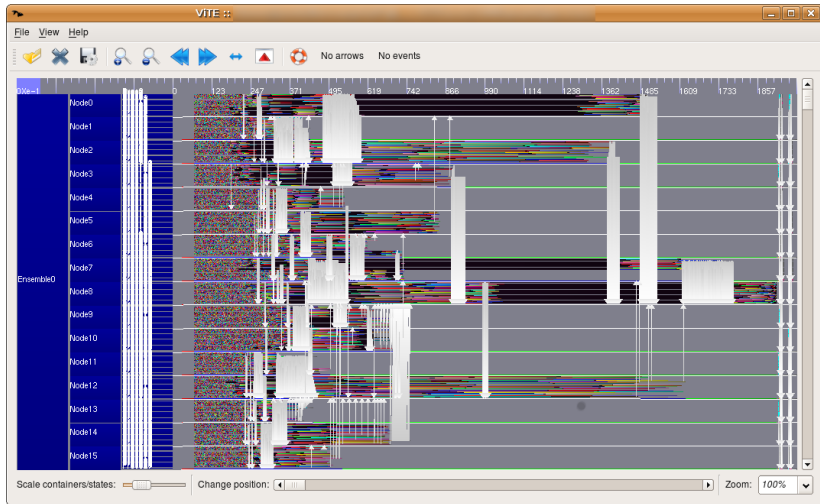 ViTE ::
File View Help
No arrows No events
0Xe-1 0 123 247 371 495 619 742 866 990 1114 1238 1362 1485 1609 1733 1857
Node0
Node1
Node2
Node3
Node4
Node5
Node6
Node7
Ensemble0
Node8
Node9
Node10
Node11
Node12
Node13
Node14
Node15
Scale containers/states: Change position: Zoom: 100%